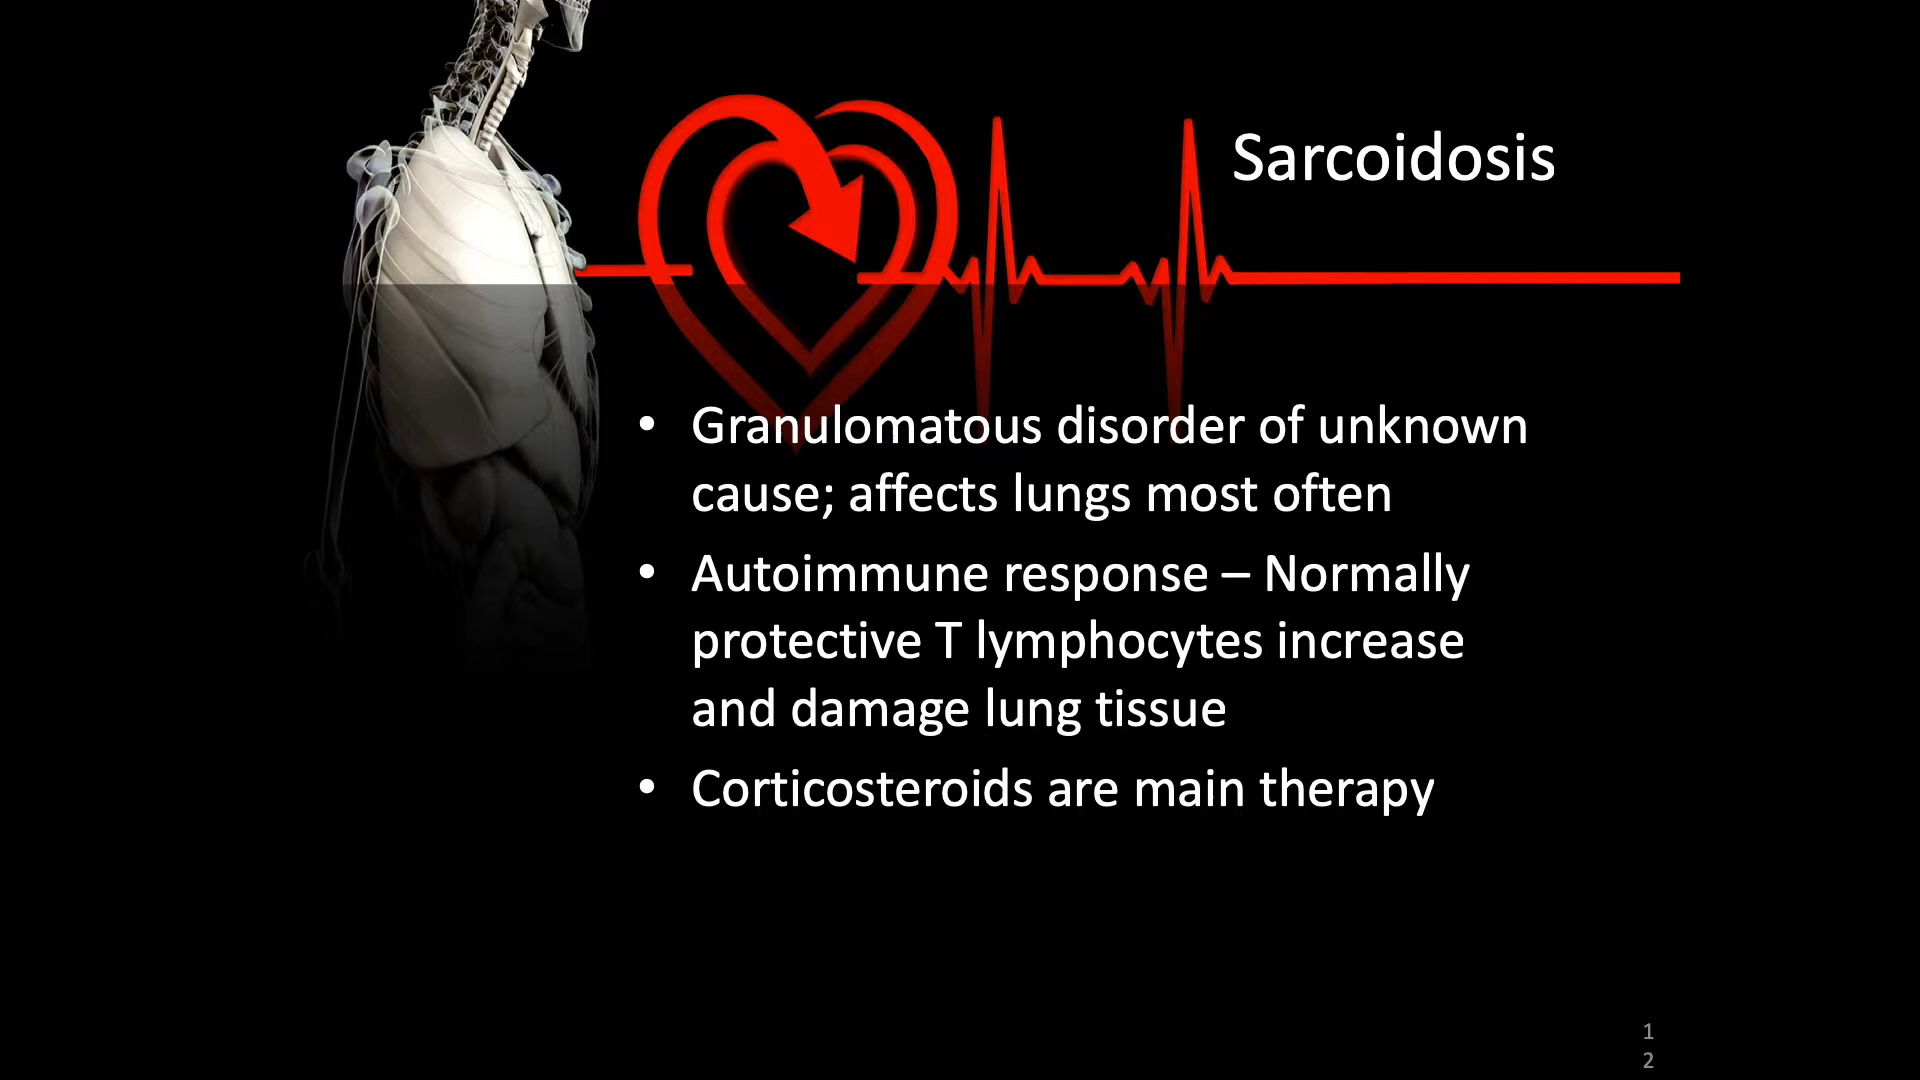 Sarcoidosis
• Granulomatous disorder of unknown
cause; affects lungs most often
• Autoimmune response – Normally
protective T lymphocytes increase
and damage lung tissue
• Corticosteroids are main therapy
1
2